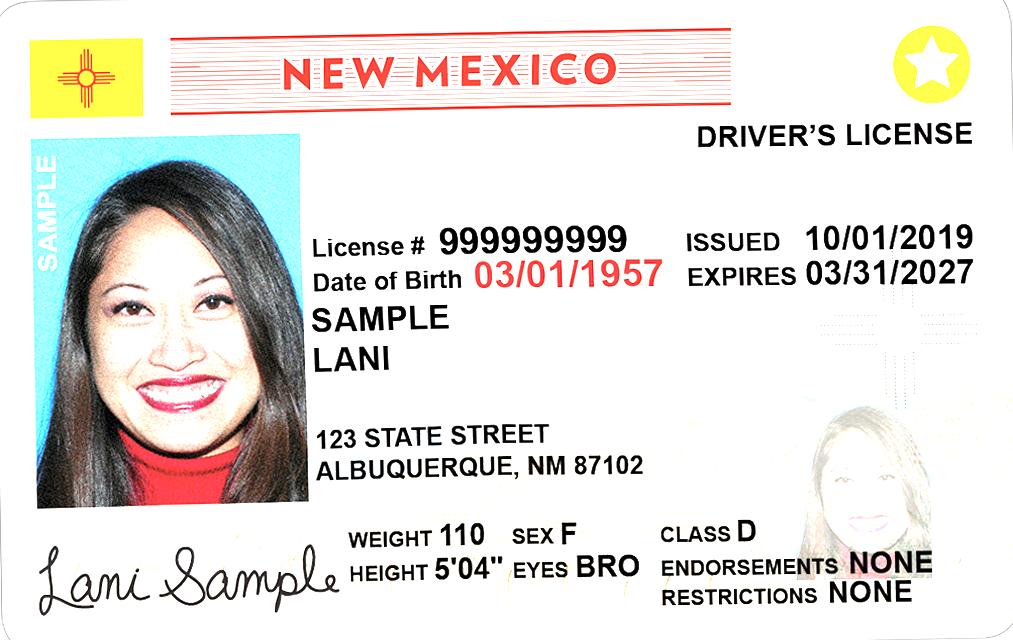 NEW MEXICO
DRIVER'S LICENSE
SAMPLE
License # 999999999 ISSUED 10/01/2019
Date of Birth 03/01/1957 EXPIRES 03/31/2027
SAMPLE
LANI
123 STATE STREET
ALBUQUERQUE, NM 87102
WEIGHT 110 SEX F CLASS D
HEIGHT 5'04" EYES BRO ENDORSEMENTS NONE
RESTRICTIONS NONE
Lani Sample